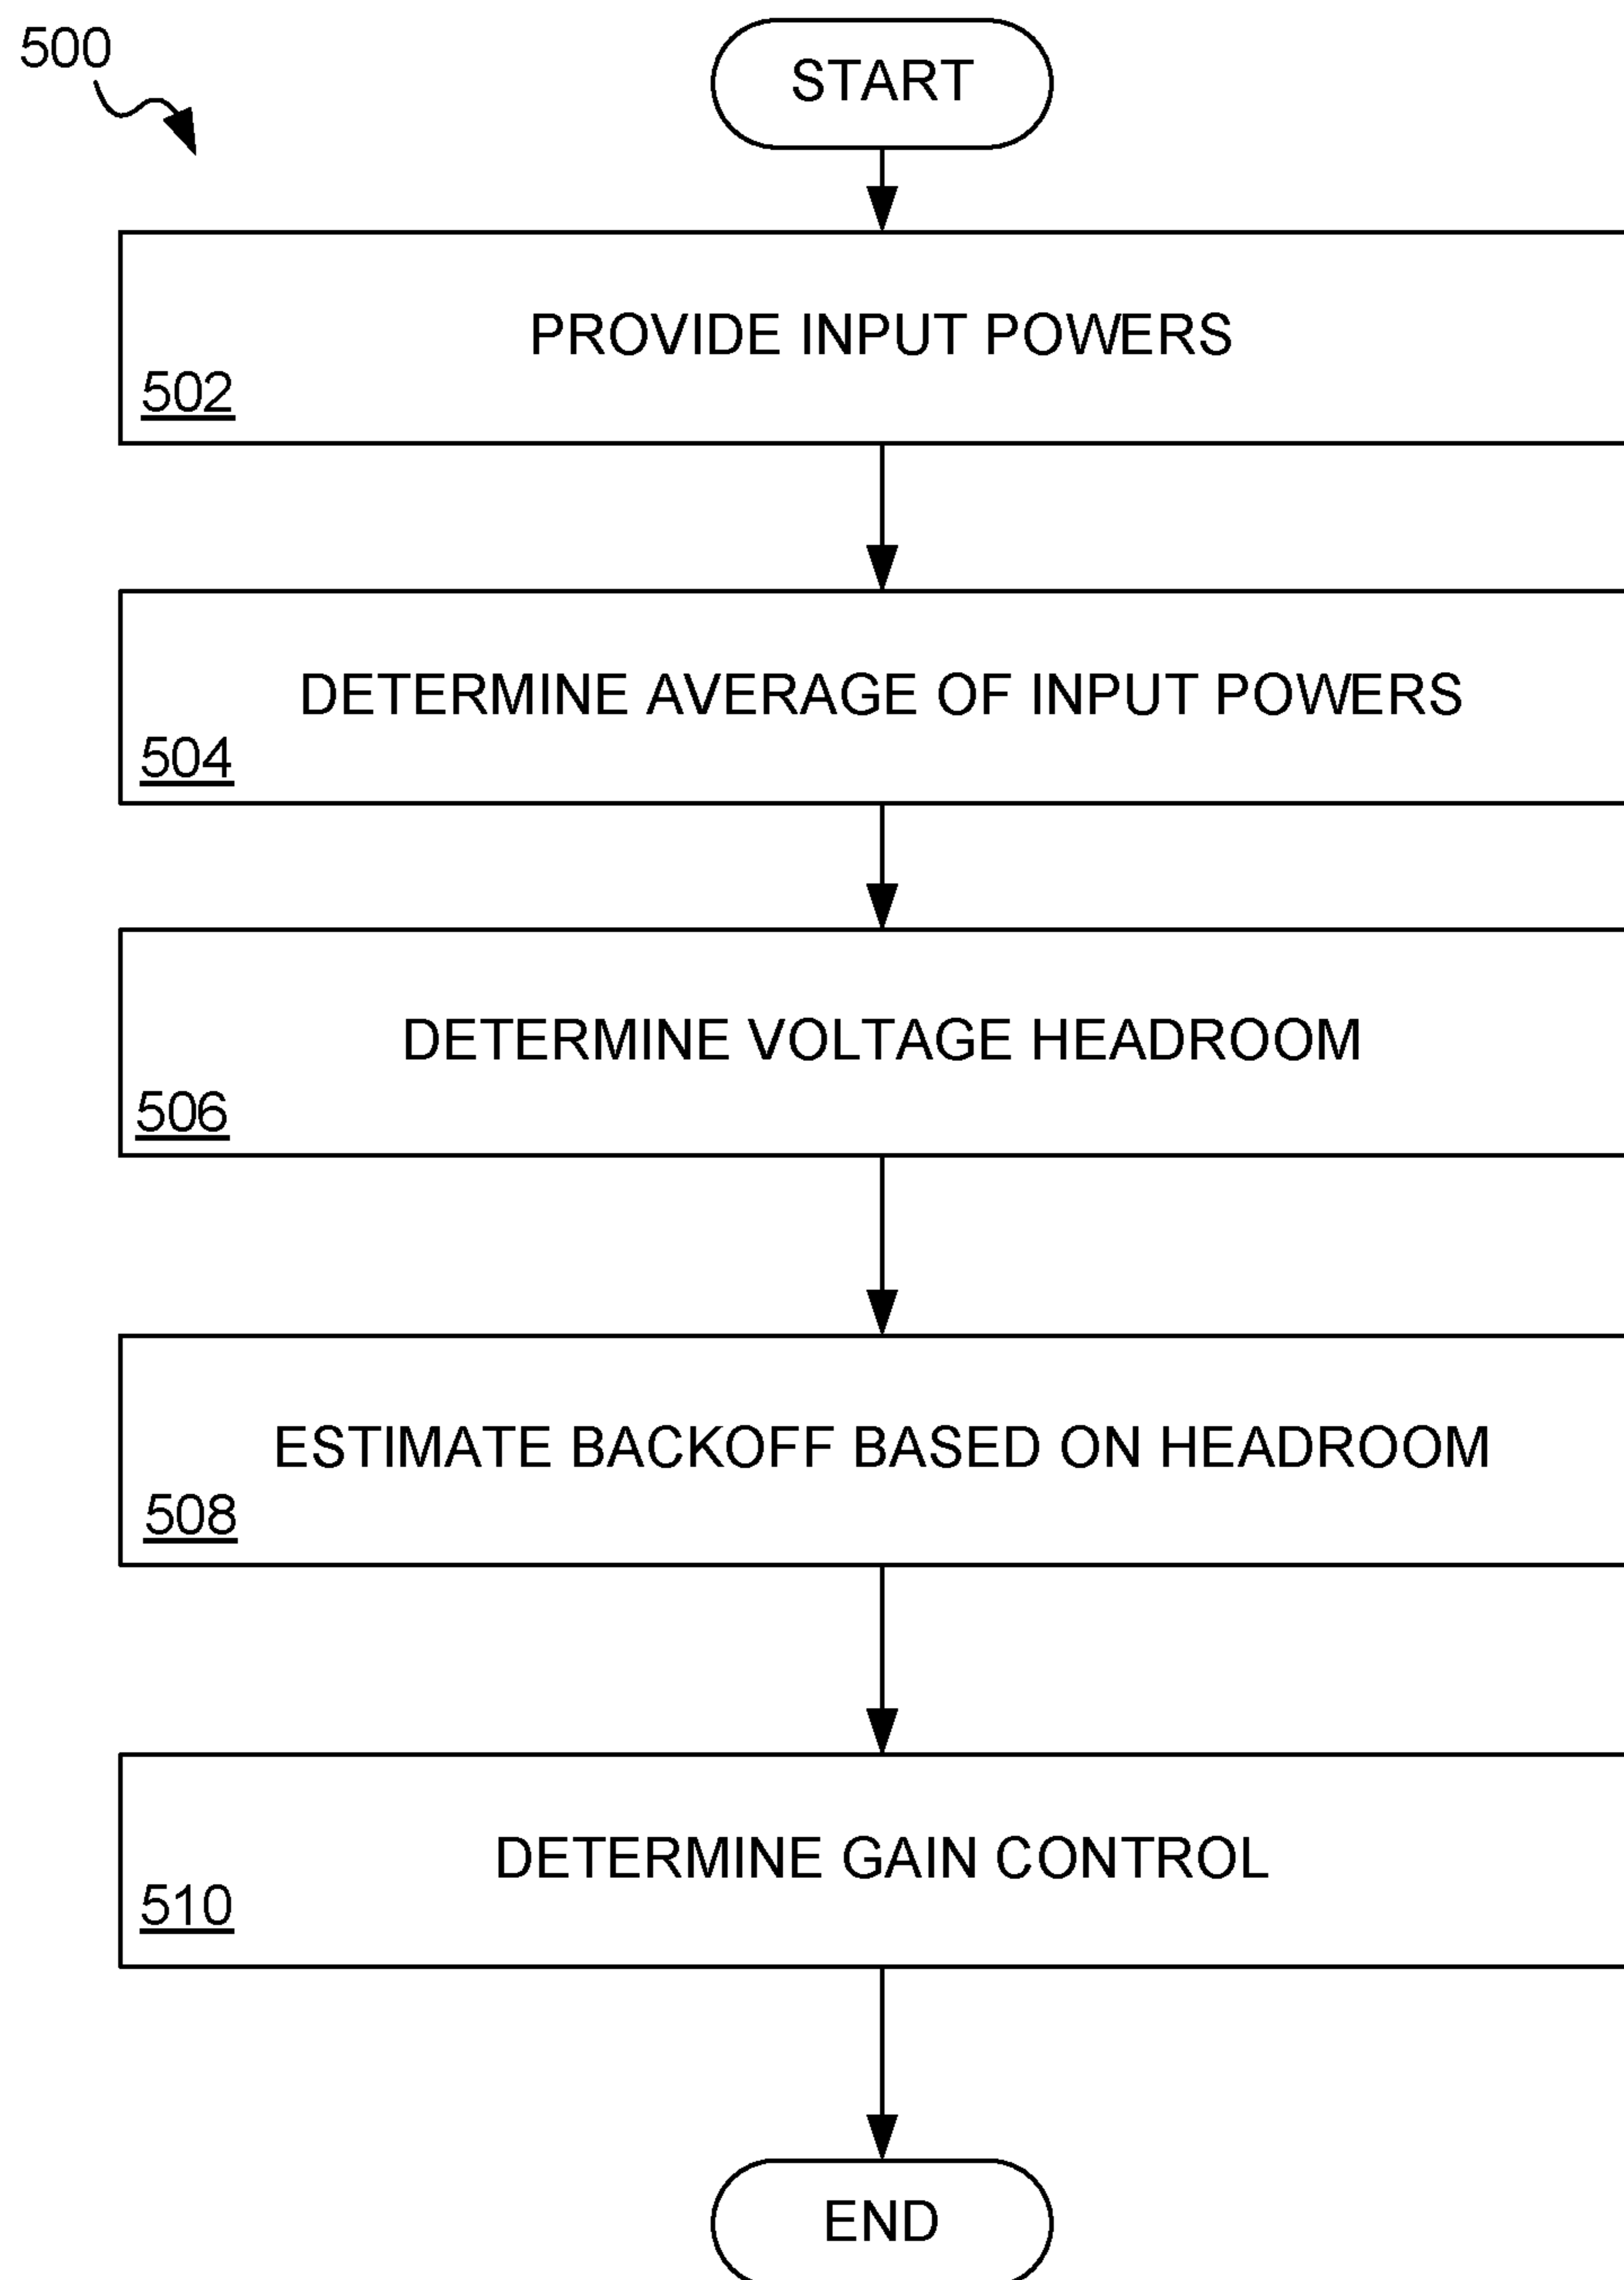 500
START
PROVIDE INPUT POWERS
502
DETERMINE AVERAGE OF INPUT POWERS
504
DETERMINE VOLTAGE HEADROOM
506
ESTIMATE BACKOFF BASED ON HEADROOM
508
DETERMINE GAIN CONTROL
510
END